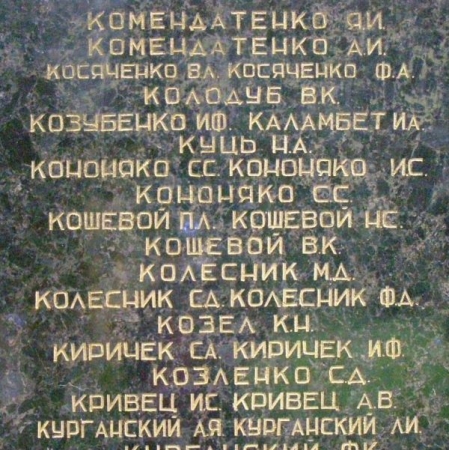 КОМЕНДАТЕНКО Я.И.
КОМЕНДАТЕНКО А.И.
КОСЯЧЕНКО В.Л. КОСЯЧЕНКО Ф.А.
КОЛОДУБ В.К.
КОЗУБЕНКО И.Ф. КАЛАМБЕТ И.А.
КУЦЬ Н.А.
КОНОНЯКО С.С. КОНОНЯКО И.С.
КОНОНЯКО С.С.
КОШЕВОЙ П.Л. КОШЕВОЙ Н.С.
КОШЕВОЙ В.К.
КОЛЕСНИК М.Д.
КОЛЕСНИК С.Д. КОЛЕСНИК Ф.Д.
КОЗЕЛ К.Н.
КИРИЧЕК С.А. КИРИЧЕК И.Ф.
КОЗЛЕНКО С.Д.
КРИВЕЦ И.С. КРИВЕЦ А.В.
КУРГАНСКИЙ А.Я. КУРГАНСКИЙ Л.И.
КУРГАНСКИЙ Ф.К.